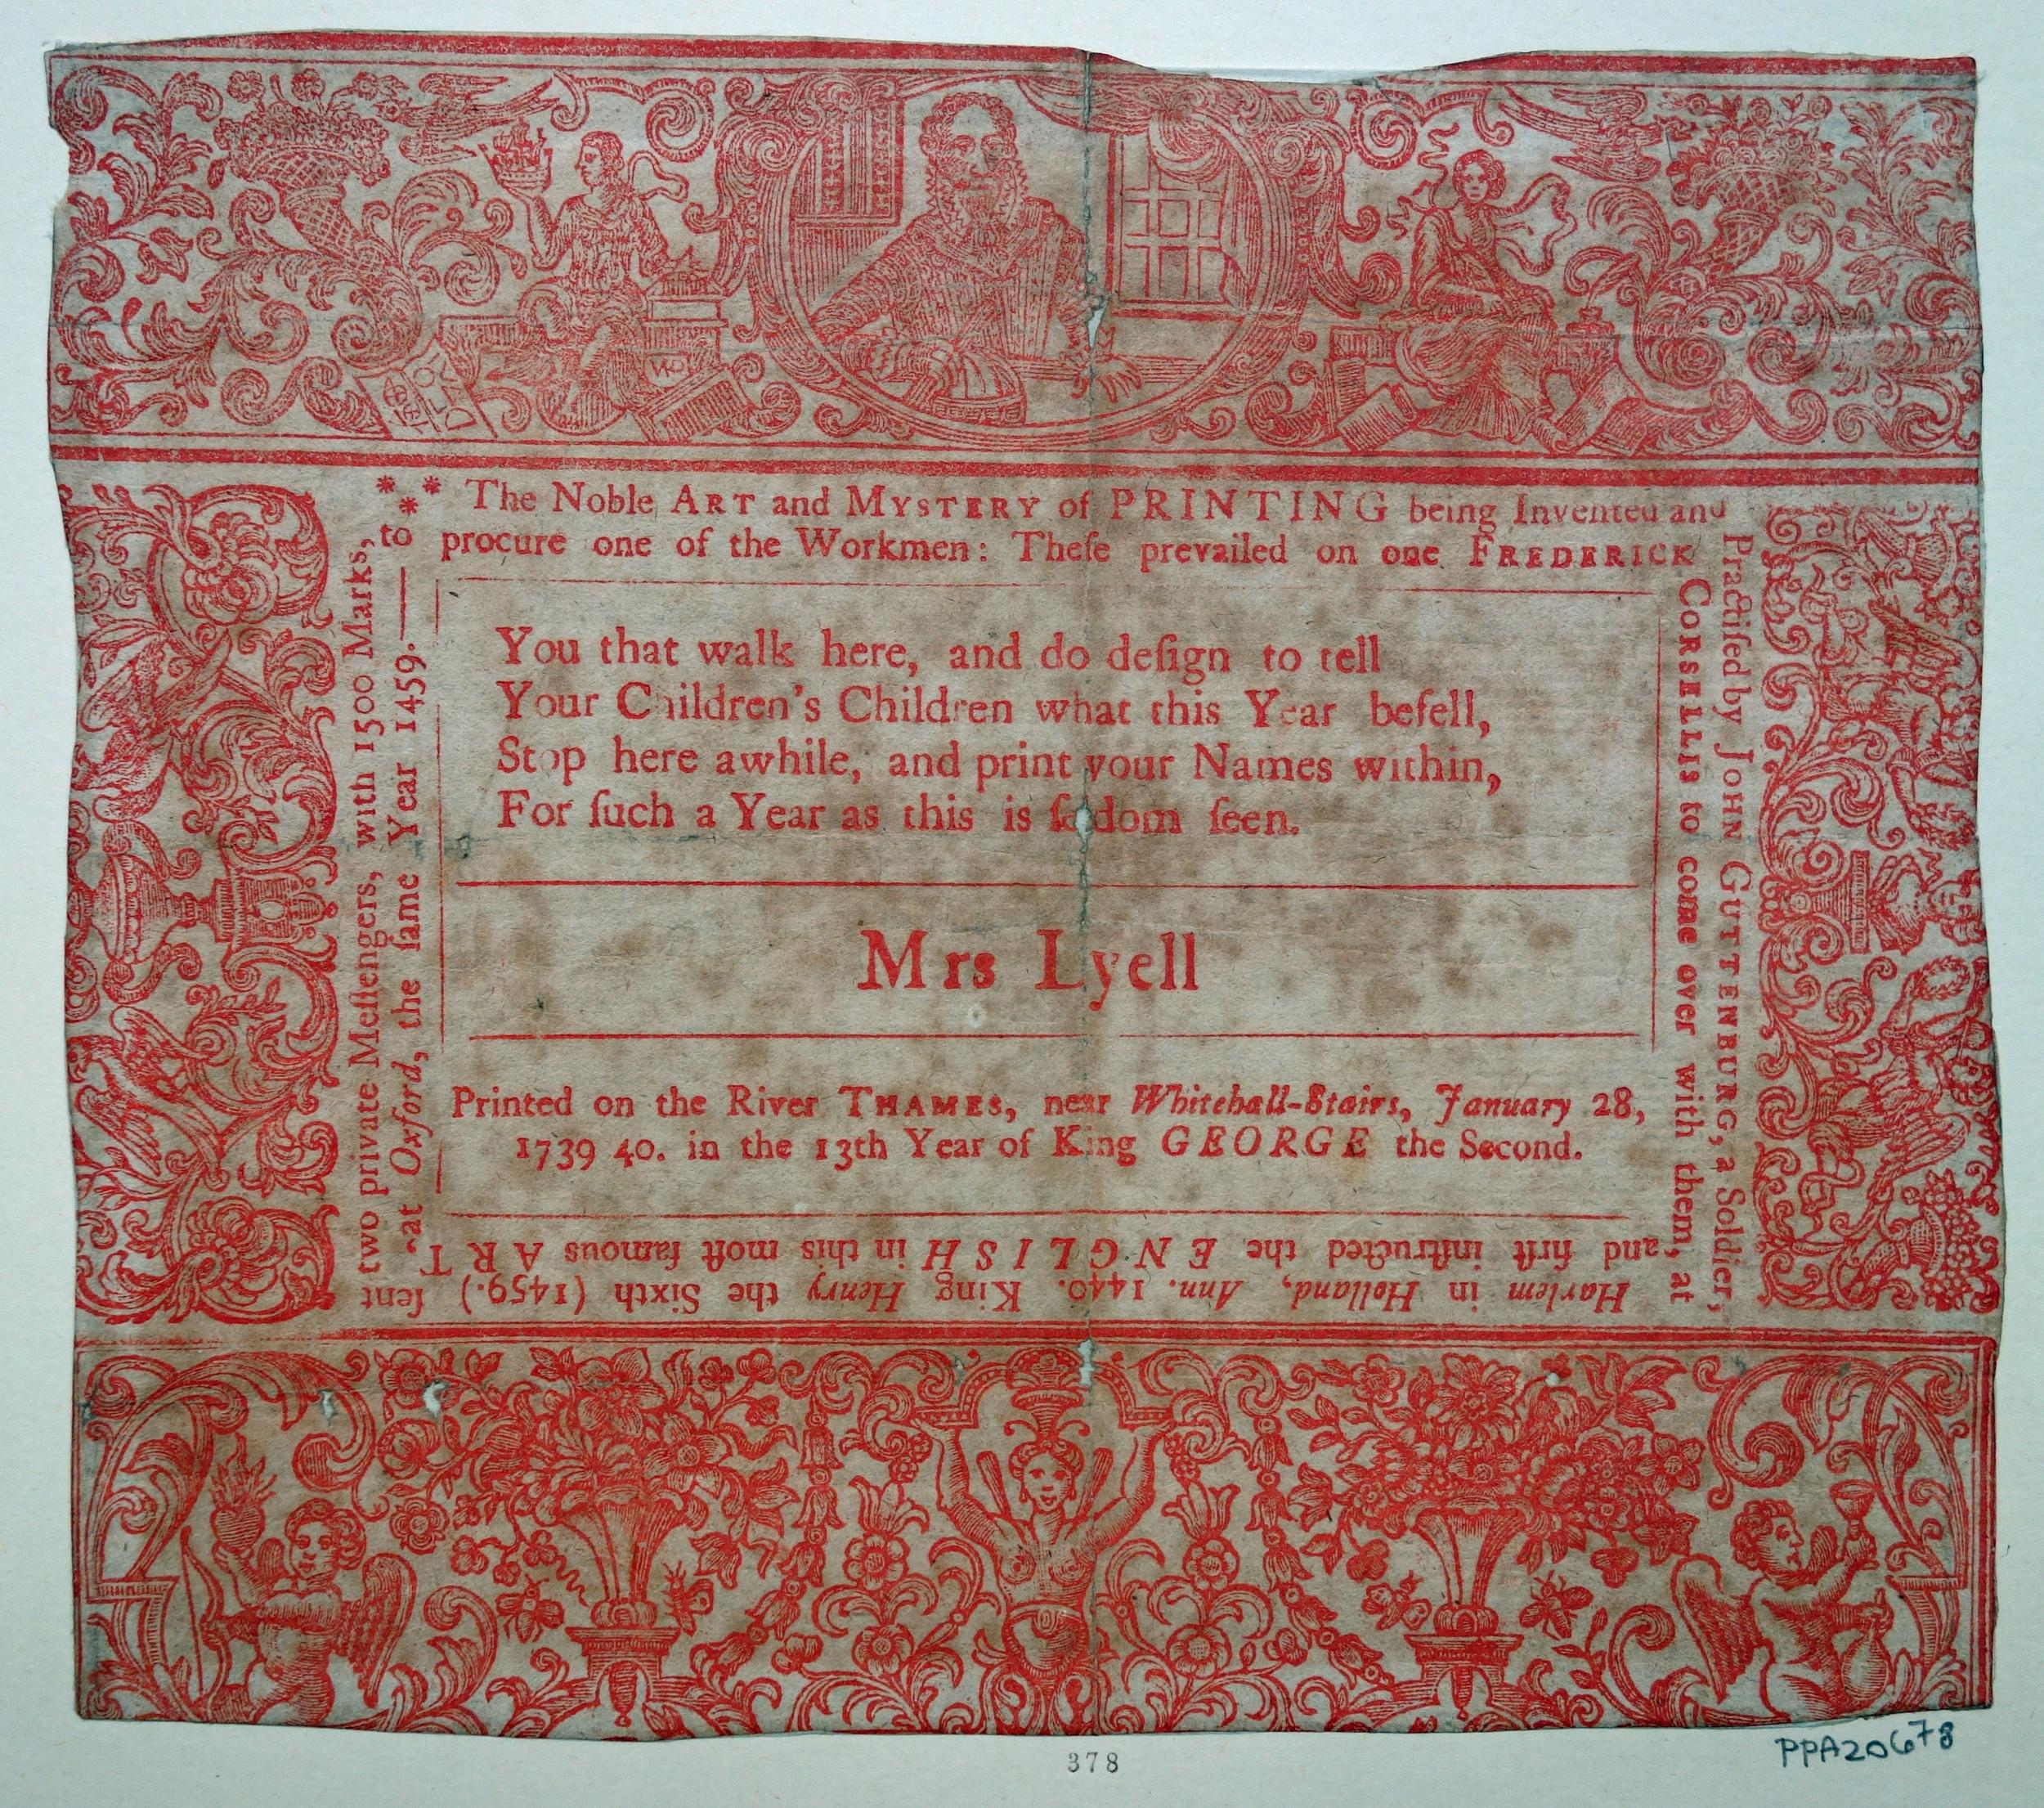 *** The Noble ART and MYSTERY of PRINTING being Invented and
Practiſed by JOHN GUTTENBURG, a Soldier, at
Harlem in Holland, Ann. 1440. King Henry the Sixth (1459.) ſent
two private Meſſengers, with 1500 Marks, to
procure one of the Workmen: Theſe prevailed on one FREDERICK
CORSELLIS to come over with them,
and firſt inſtructed the ENGLISH in this moſt famous ART
at Oxford, the ſame Year 1459.——
You that walk here, and do deſign to tell
Your Children's Children what this Year befell,
Stop here awhile, and print your Names within,
For ſuch a Year as this is ſeldom ſeen.
Mrs Lyell
Printed on the River THAMES, near Whitehall-Stairs, January 28,
1739 40. in the 13th Year of King GEORGE the Second.
378
PPA20678